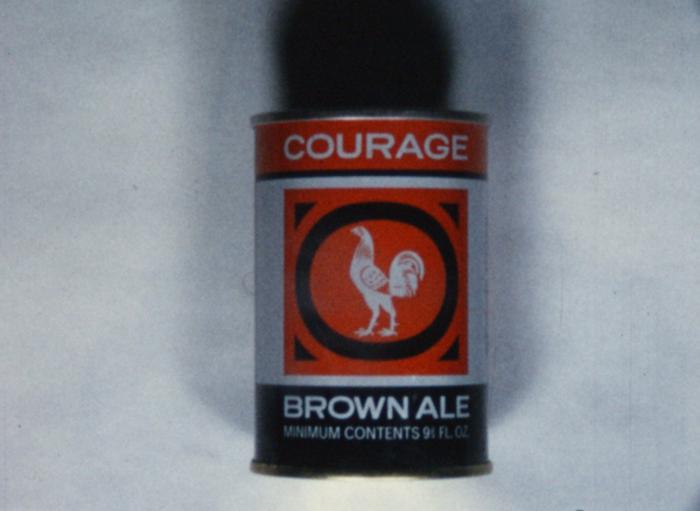 COURAGE
BROWN ALE
MINIMUM CONTENTS 9⅔ FL. OZ.